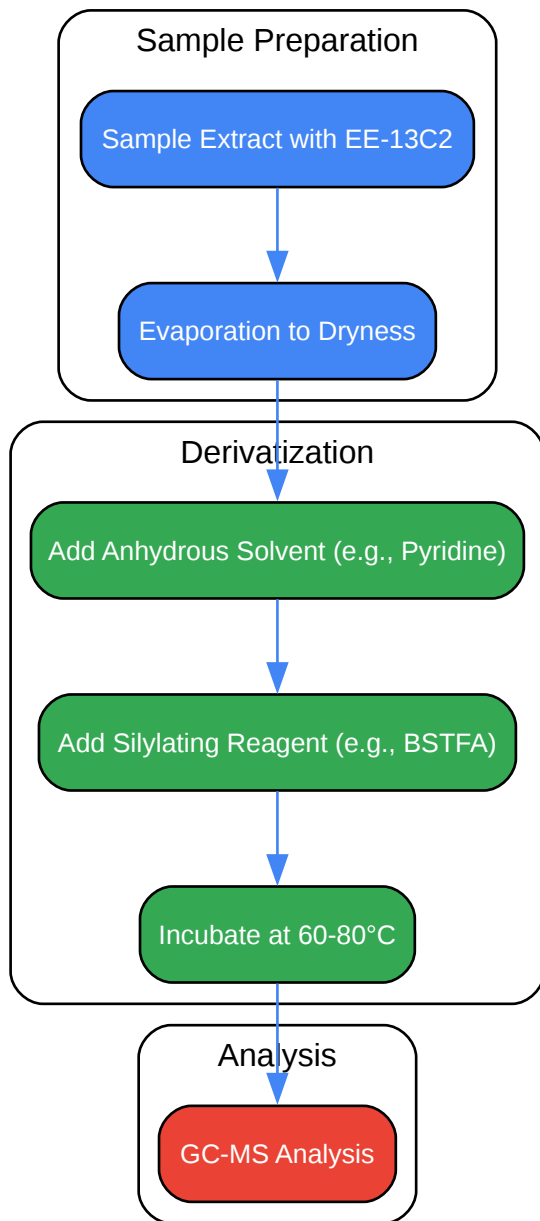 Sample Preparation
Sample Extract with EE-13C2
Evaporation to Dryness
Derivatization
Add Anhydrous Solvent (e.g., Pyridine)
Add Silylating Reagent (e.g., BSTFA)
Incubate at 60-80°C
Analysis
GC-MS Analysis